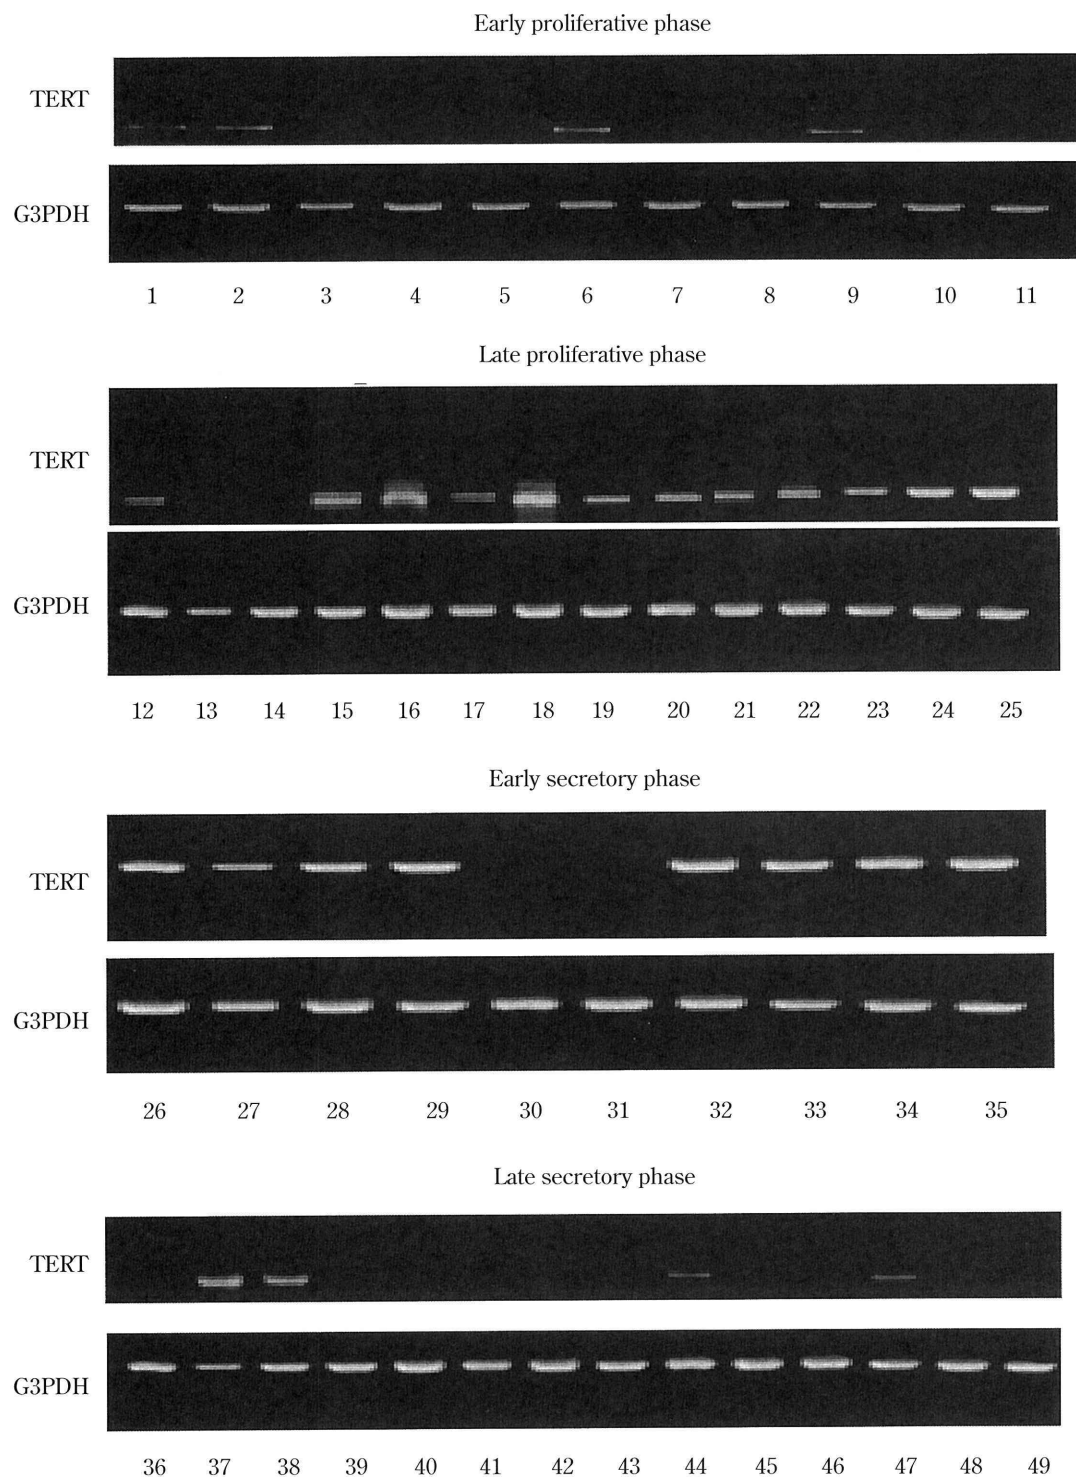 Early proliferative phase
TERT
G3PDH
1 2 3 4 5 6 7 8 9 10 11
Late proliferative phase
TERT
G3PDH
12 13 14 15 16 17 18 19 20 21 22 23 24 25
Early secretory phase
TERT
G3PDH
26 27 28 29 30 31 32 33 34 35
Late secretory phase
TERT
G3PDH
36 37 38 39 40 41 42 43 44 45 46 47 48 49